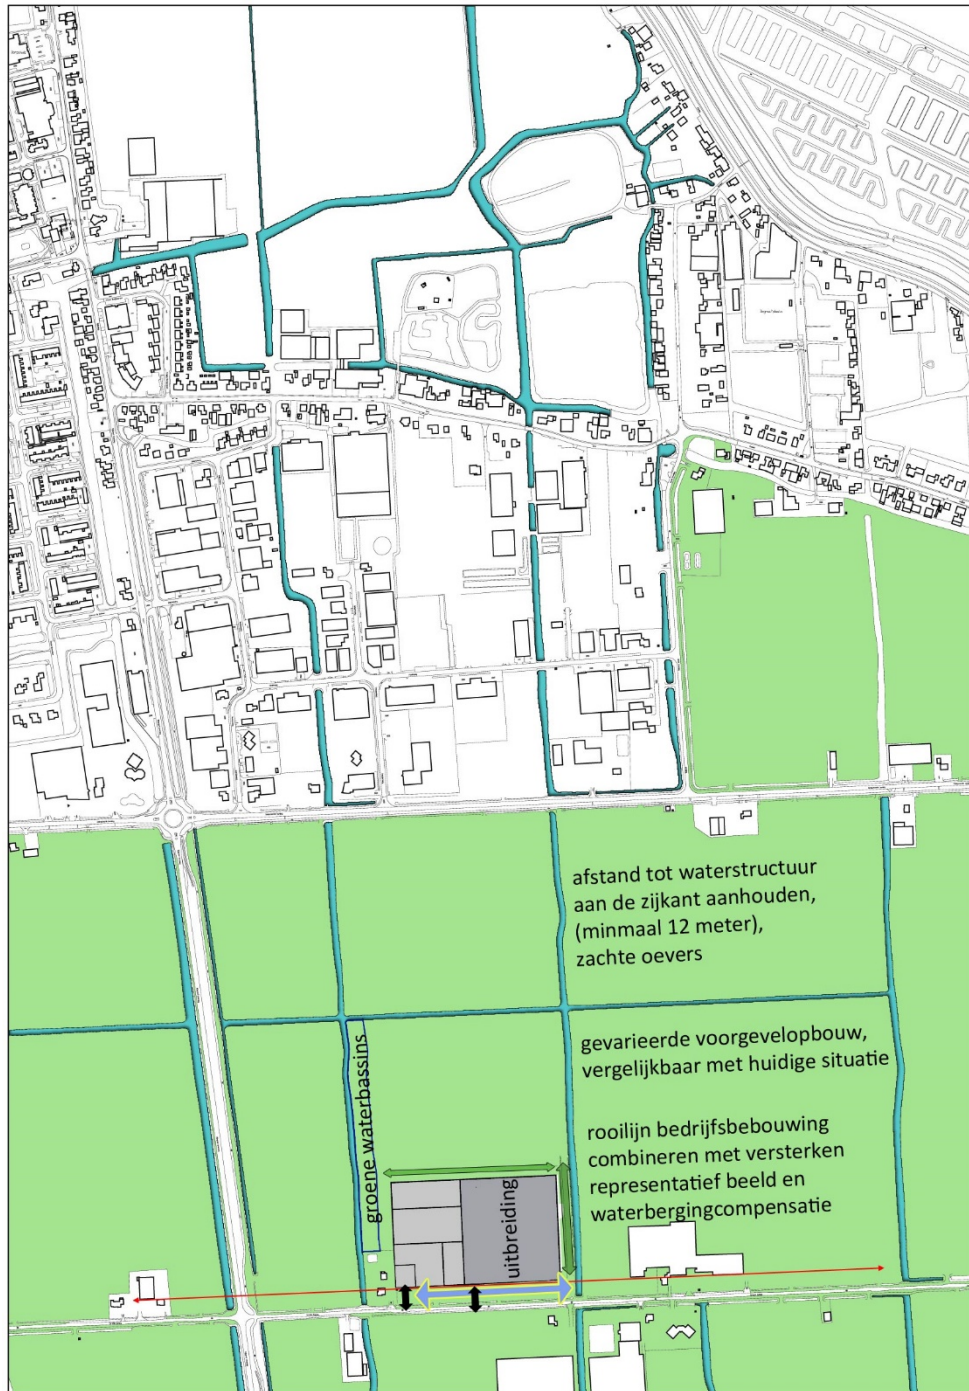 afstand tot waterstructuur
aan de zijkant aanhouden,
(minmaal 12 meter),
zachte oevers
gevarieerde voorgevelopbouw,
vergelijkbaar met huidige situatie
rooilijn bedrijfsbebouwing
combineren met versterken
representatief beeld en
waterbergingcompensatie
groene waterbassins
uitbreiding